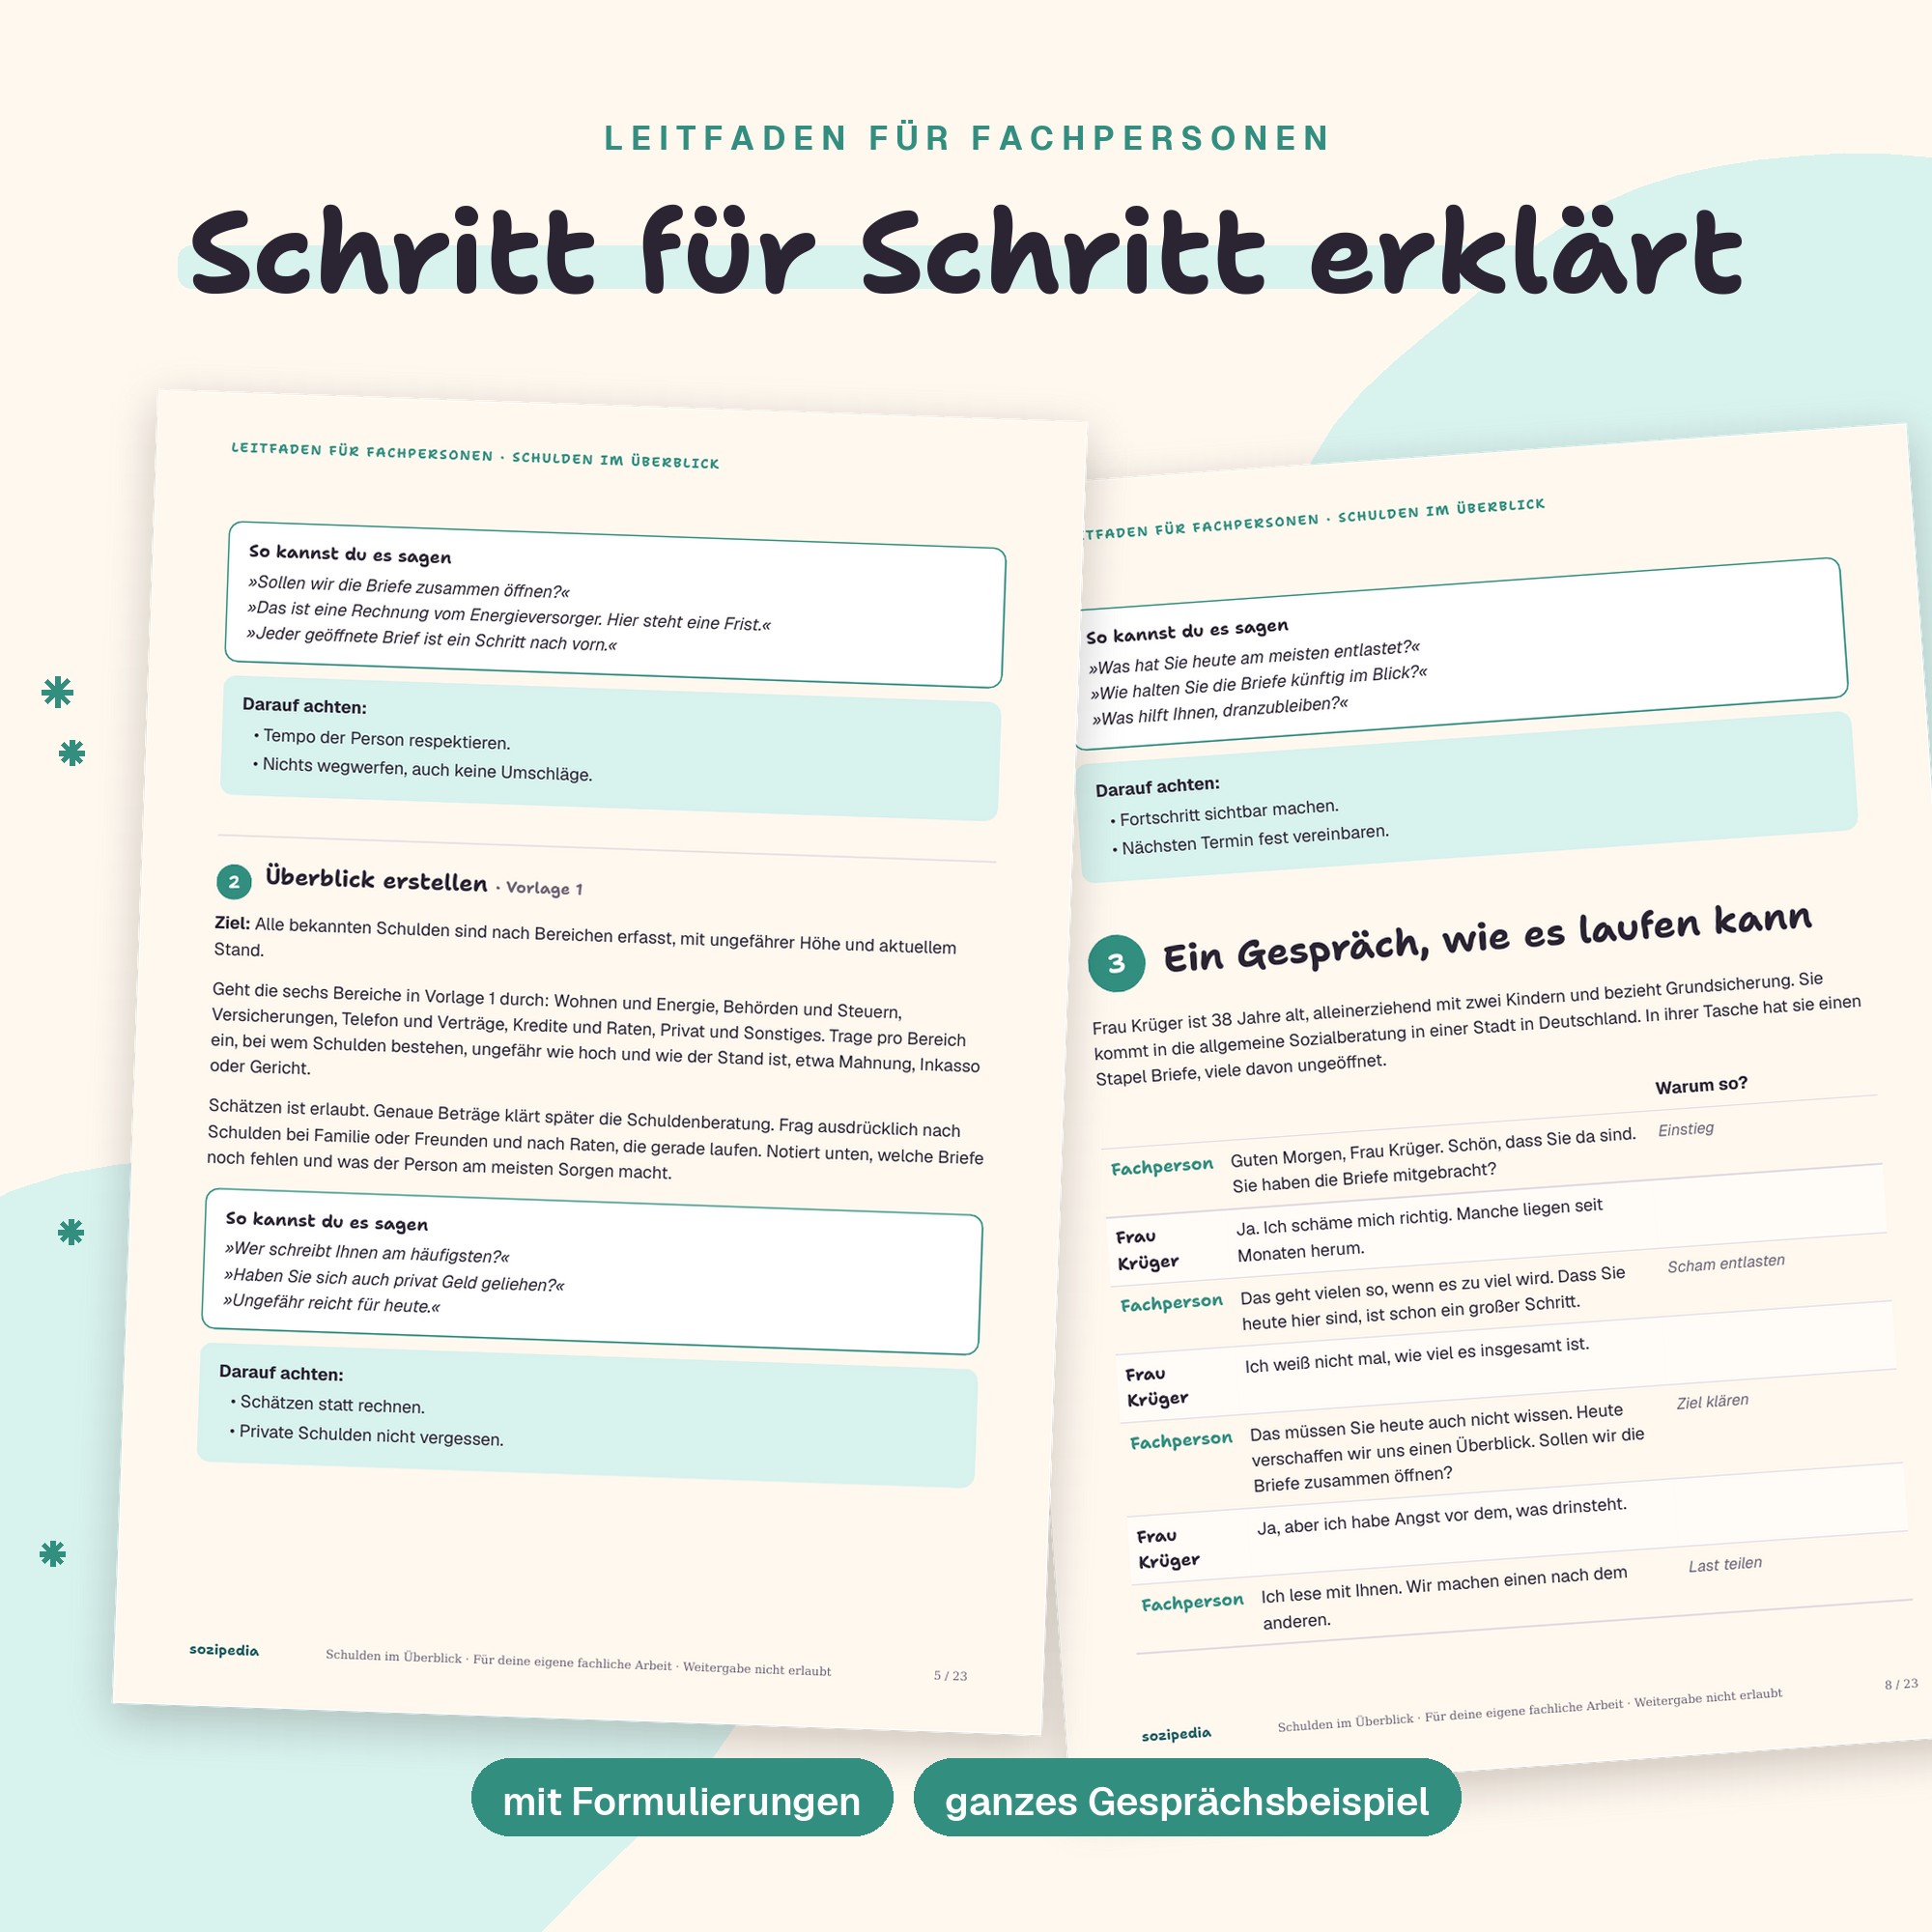 LEITFADEN FÜR FACHPERSONEN
Schritt für Schritt erklärt
LEITFADEN FÜR FACHPERSONEN · SCHULDEN IM ÜBERBLICK
So kannst du es sagen
»Sollen wir die Briefe zusammen öffnen?«
»Das ist eine Rechnung vom Energieversorger. Hier steht eine Frist.«
»Jeder geöffnete Brief ist ein Schritt nach vorn.«
Darauf achten:
• Tempo der Person respektieren.
• Nichts wegwerfen, auch keine Umschläge.
2 Überblick erstellen · Vorlage 1
Ziel: Alle bekannten Schulden sind nach Bereichen erfasst, mit ungefährer Höhe und aktuellem
Stand.
Geht die sechs Bereiche in Vorlage 1 durch: Wohnen und Energie, Behörden und Steuern,
Versicherungen, Telefon und Verträge, Kredite und Raten, Privat und Sonstiges. Trage pro Bereich
ein, bei wem Schulden bestehen, ungefähr wie hoch und wie der Stand ist, etwa Mahnung, Inkasso
oder Gericht.
Schätzen ist erlaubt. Genaue Beträge klärt später die Schuldenberatung. Frag ausdrücklich nach
Schulden bei Familie oder Freunden und nach Raten, die gerade laufen. Notiert unten, welche Briefe
noch fehlen und was der Person am meisten Sorgen macht.
So kannst du es sagen
»Wer schreibt Ihnen am häufigsten?«
»Haben Sie sich auch privat Geld geliehen?«
»Ungefähr reicht für heute.«
Darauf achten:
• Schätzen statt rechnen.
• Private Schulden nicht vergessen.
sozipedia Schulden im Überblick · Für deine eigene fachliche Arbeit · Weitergabe nicht erlaubt 5 / 23
TFADEN FÜR FACHPERSONEN · SCHULDEN IM ÜBERBLICK
So kannst du es sagen
»Was hat Sie heute am meisten entlastet?«
»Wie halten Sie die Briefe künftig im Blick?«
»Was hilft Ihnen, dranzubleiben?«
Darauf achten:
• Fortschritt sichtbar machen.
• Nächsten Termin fest vereinbaren.
3 Ein Gespräch, wie es laufen kann
Frau Krüger ist 38 Jahre alt, alleinerziehend mit zwei Kindern und bezieht Grundsicherung. Sie
kommt in die allgemeine Sozialberatung in einer Stadt in Deutschland. In ihrer Tasche hat sie einen
Stapel Briefe, viele davon ungeöffnet.
Warum so?
Fachperson Guten Morgen, Frau Krüger. Schön, dass Sie da sind. Einstieg
Sie haben die Briefe mitgebracht?
Frau Ja. Ich schäme mich richtig. Manche liegen seit
Krüger Monaten herum.
Fachperson Das geht vielen so, wenn es zu viel wird. Dass Sie Scham entlasten
heute hier sind, ist schon ein großer Schritt.
Frau Ich weiß nicht mal, wie viel es insgesamt ist.
Krüger
Fachperson Das müssen Sie heute auch nicht wissen. Heute Ziel klären
verschaffen wir uns einen Überblick. Sollen wir die
Briefe zusammen öffnen?
Frau Ja, aber ich habe Angst vor dem, was drinsteht.
Krüger
Fachperson Ich lese mit Ihnen. Wir machen einen nach dem Last teilen
anderen.
sozipedia Schulden im Überblick · Für deine eigene fachliche Arbeit · Weitergabe nicht erlaubt 8 / 23
mit Formulierungen
ganzes Gesprächsbeispiel